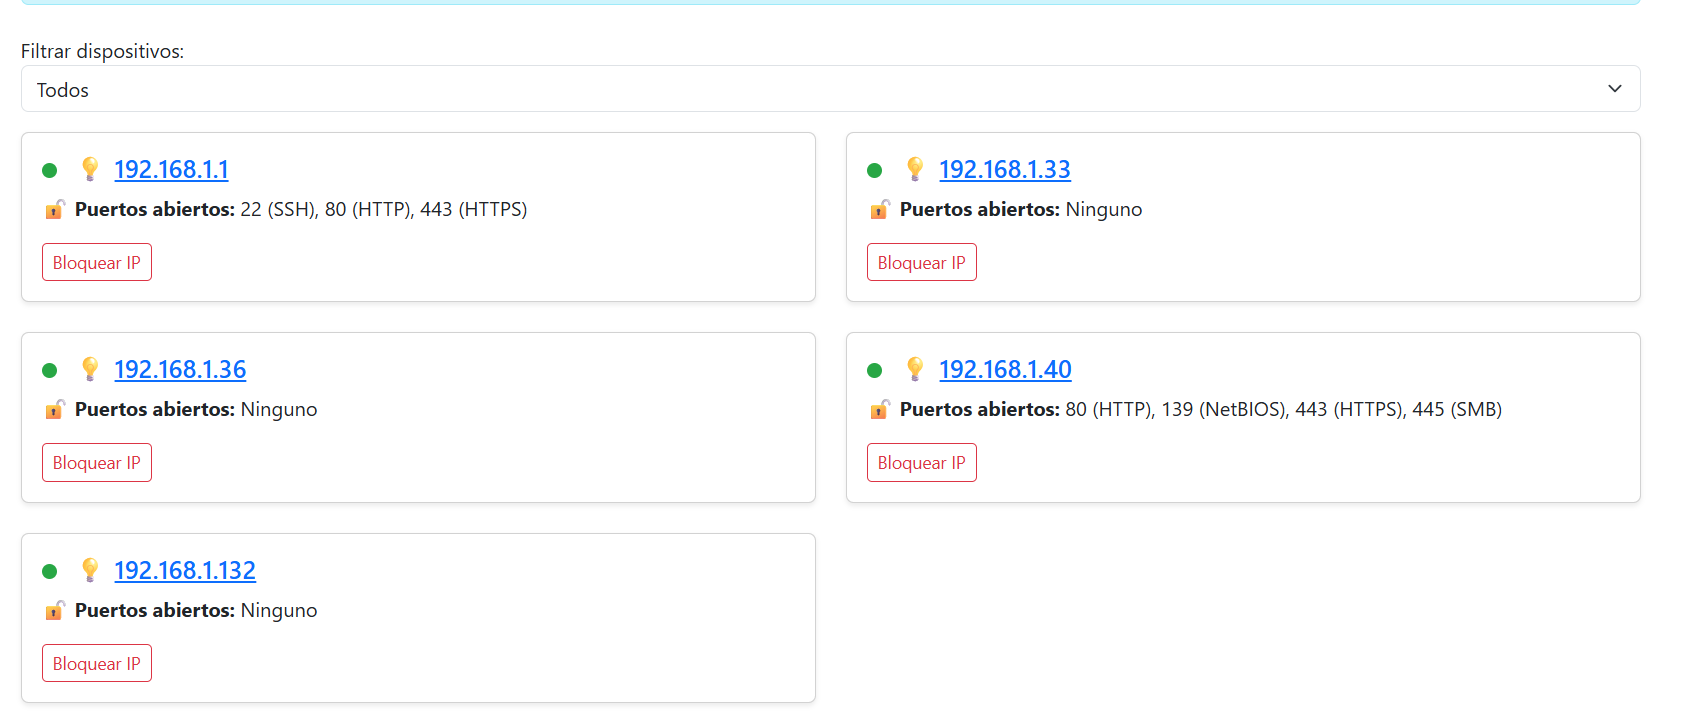 Filtrar dispositivos:
Todos
192.168.1.1
Puertos abiertos: 22 (SSH), 80 (HTTP), 443 (HTTPS)
Bloquear IP
192.168.1.33
Puertos abiertos: Ninguno
Bloquear IP
192.168.1.36
Puertos abiertos: Ninguno
Bloquear IP
192.168.1.40
Puertos abiertos: 80 (HTTP), 139 (NetBIOS), 443 (HTTPS), 445 (SMB)
Bloquear IP
192.168.1.132
Puertos abiertos: Ninguno
Bloquear IP